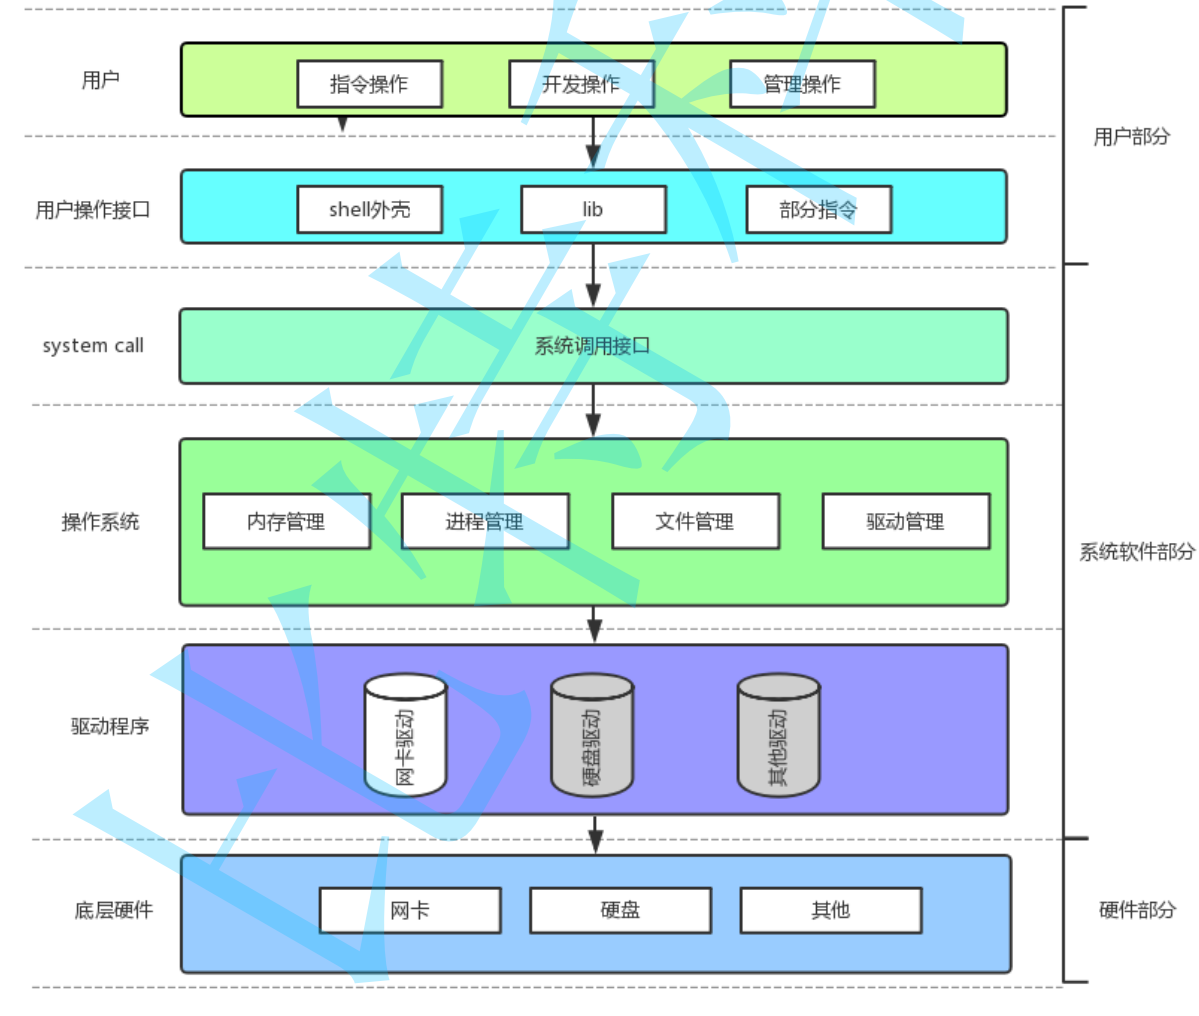 用户
指令操作
开发操作
管理操作
用户部分
用户操作接口
shell外壳
lib
部分指令
system call
系统调用接口
操作系统
内存管理
进程管理
文件管理
驱动管理
系统软件部分
驱动程序
网卡驱动
硬盘驱动
其他驱动
底层硬件
网卡
硬盘
其他
硬件部分